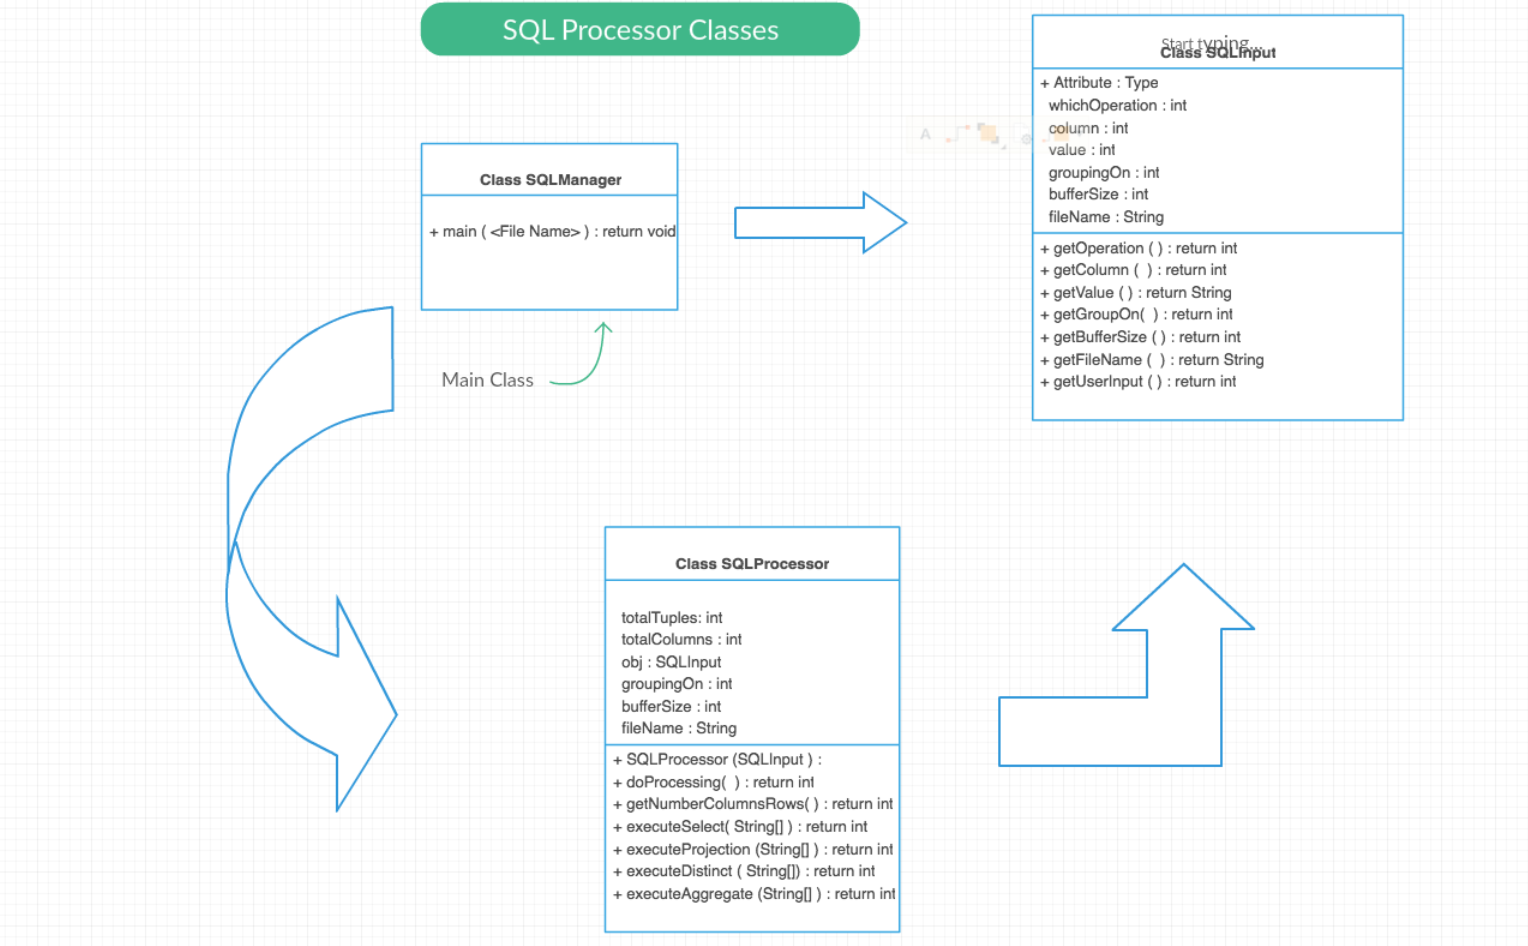 SQL Processor Classes
Start typing...
Class SQLInput
+ Attribute : Type
whichOperation : int
column : int
value : int
groupingOn : int
bufferSize : int
fileName : String
+ getOperation ( ) : return int
+ getColumn (  ) : return int
+ getValue ( ) : return String
+ getGroupOn(  ) : return int
+ getBufferSize ( ) : return int
+ getFileName (  ) : return String
+ getUserInput ( ) : return int
A
Class SQLManager
+ main ( <File Name> ) : return void
Main Class
Class SQLProcessor
totalTuples: int
totalColumns : int
obj : SQLInput
groupingOn : int
bufferSize : int
fileName : String
+ SQLProcessor (SQLInput ) :
+ doProcessing(  ) : return int
+ getNumberColumnsRows( ) : return int
+ executeSelect( String[] ) : return int
+ executeProjection (String[] ) : return int
+ executeDistinct ( String[]) : return int
+ executeAggregate (String[] ) : return int